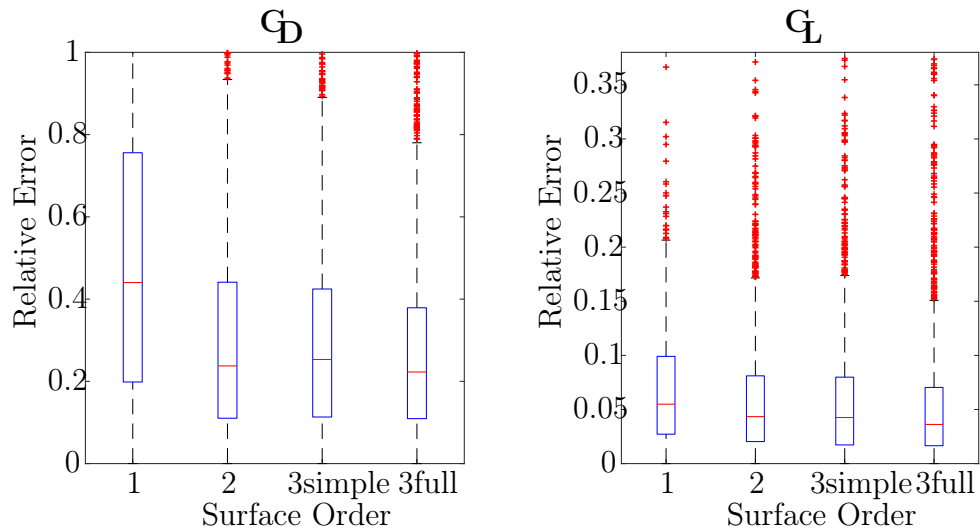 C_D
1
0.8
0.6
0.4
0.2
0
Relative Error
1 2 3simple 3full
Surface Order
C_L
0.35
0.3
0.25
0.2
0.15
0.1
0.05
0
Relative Error
1 2 3simple 3full
Surface Order